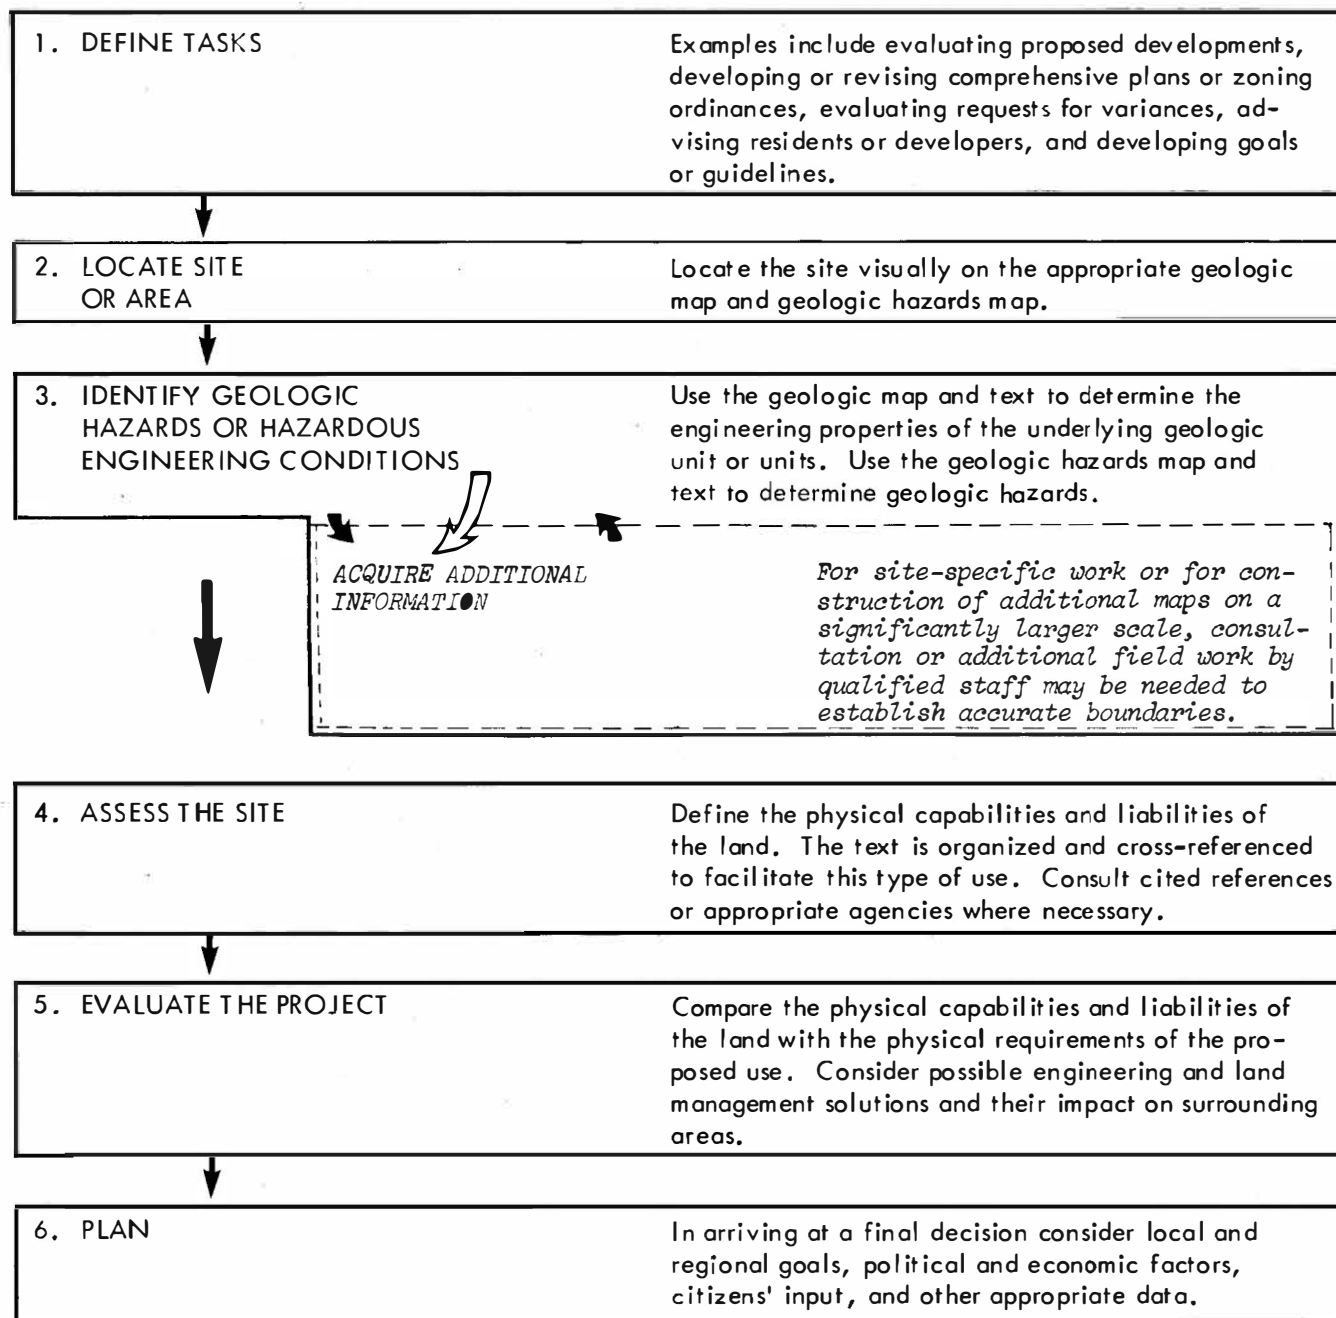 1. DEFINE TASKS
Examples include evaluating proposed developments,
developing or revising comprehensive plans or zoning
ordinances, evaluating requests for variances, ad-
vising residents or developers, and developing goals
or guidelines.
2. LOCATE SITE
OR AREA
Locate the site visually on the appropriate geologic
map and geologic hazards map.
3. IDENTIFY GEOLOGIC
HAZARDS OR HAZARDOUS
ENGINEERING CONDITIONS
Use the geologic map and text to determine the
engineering properties of the underlying geologic
unit or units. Use the geologic hazards map and
text to determine geologic hazards.
ACQUIRE ADDITIONAL
INFORMATION
For site-specific work or for con-
struction of additional maps on a
significantly larger scale, consul-
tation or additional field work by
qualified staff may be needed to
establish accurate boundaries.
4. ASSESS THE SITE
Define the physical capabilities and liabilities of
the land. The text is organized and cross-referenced
to facilitate this type of use. Consult cited references
or appropriate agencies where necessary.
5. EVALUATE THE PROJECT
Compare the physical capabilities and liabilities of
the land with the physical requirements of the pro-
posed use. Consider possible engineering and land
management solutions and their impact on surrounding
areas.
6. PLAN
In arriving at a final decision consider local and
regional goals, political and economic factors,
citizens' input, and other appropriate data.